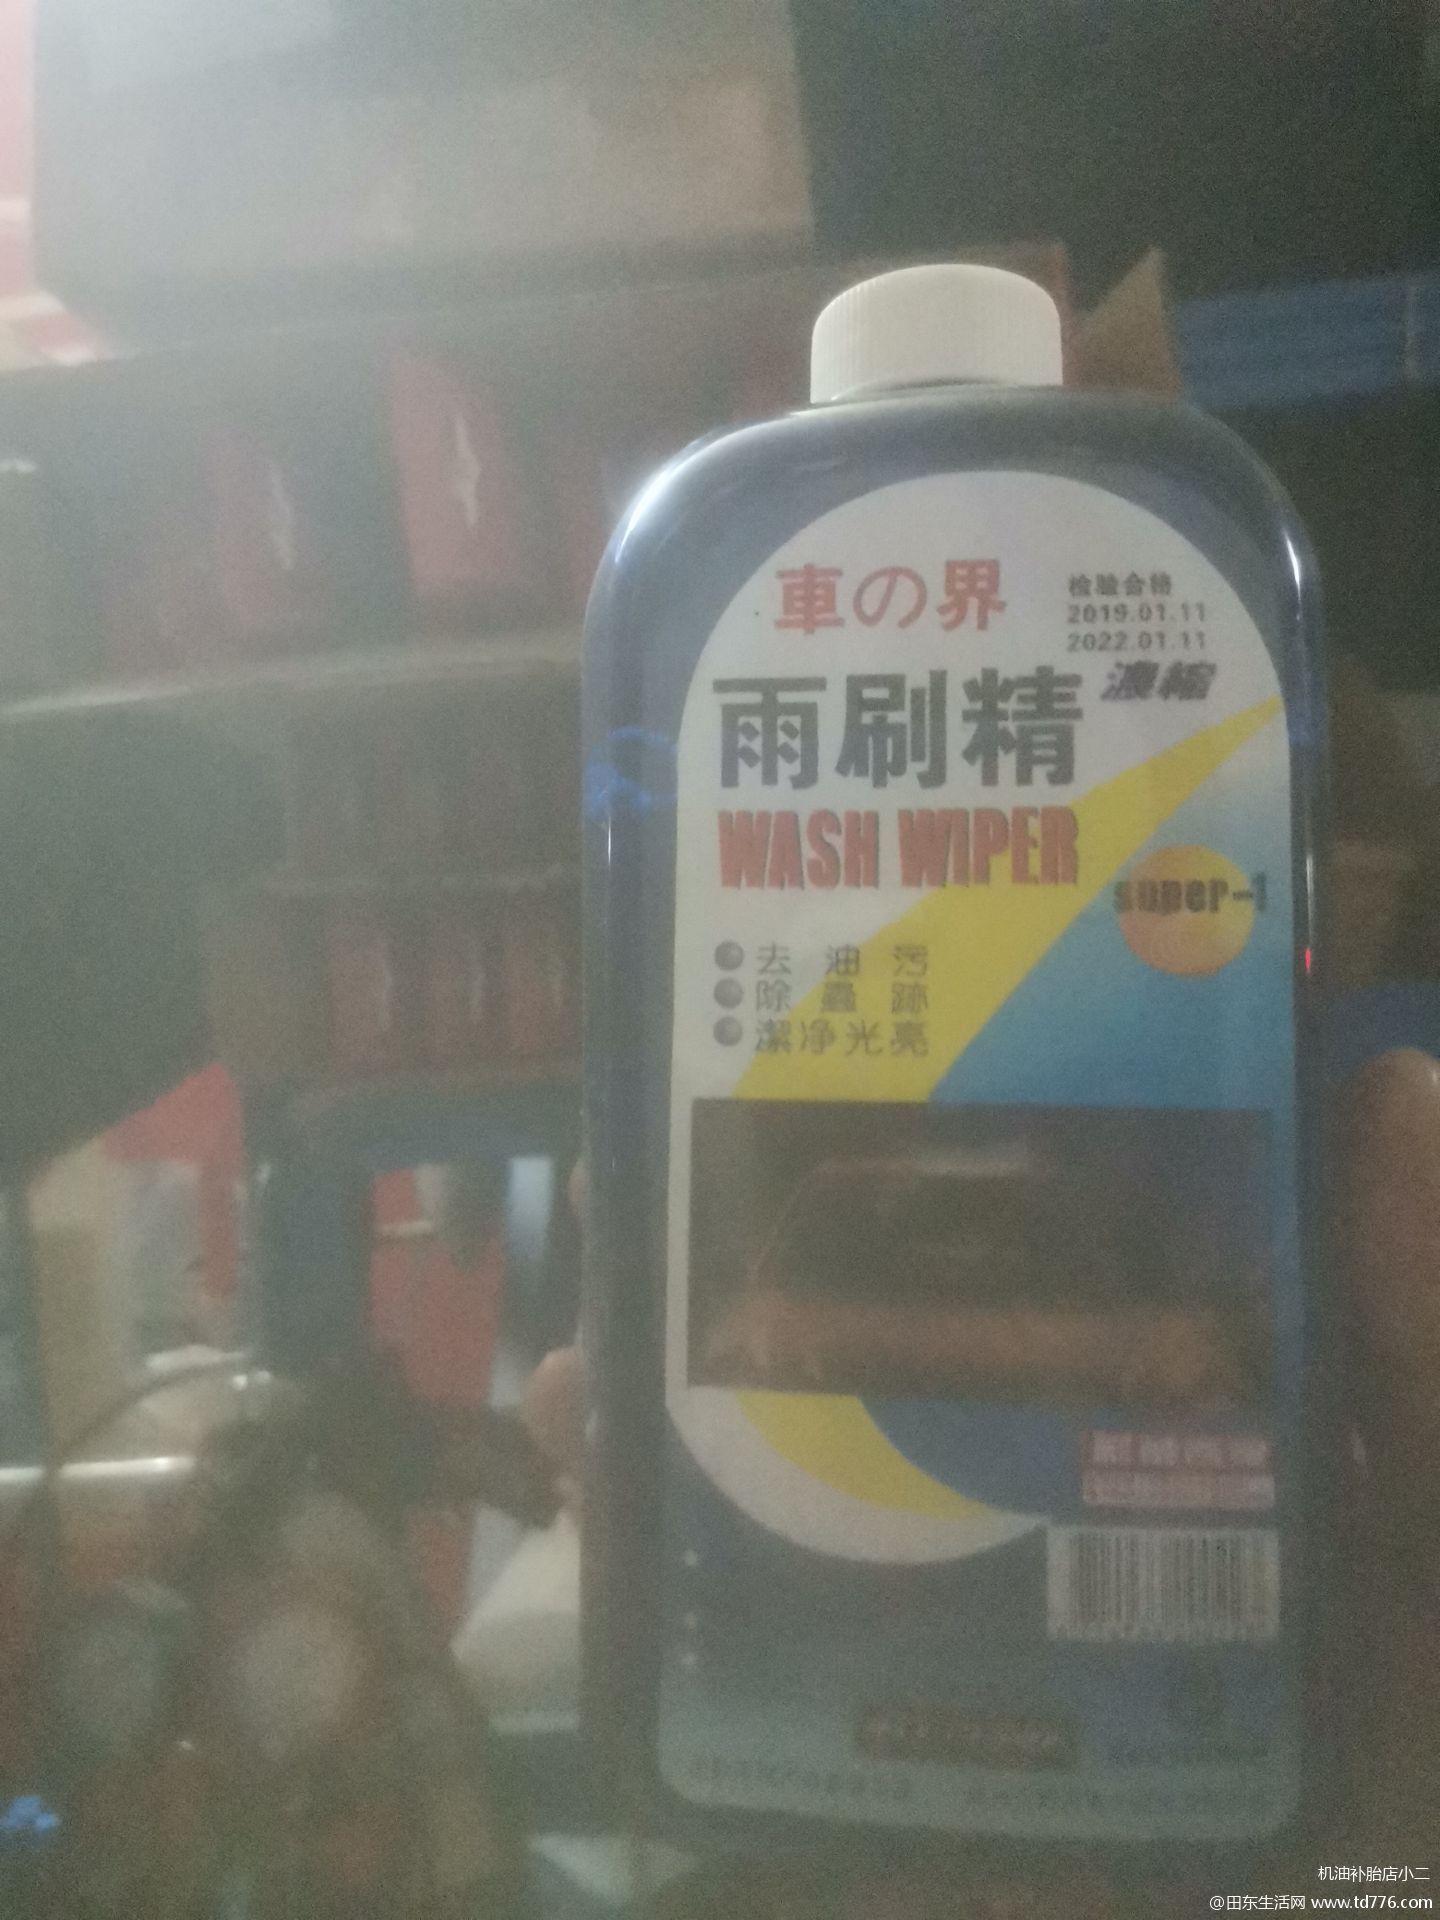 車の界
检验合格
2019.01.11
2022.01.11
濃縮
雨刷精
WASH WIPER
super-1
去油污
除蟲跡
潔净光亮
机油补胎店小二
@田东生活网 www.td776.com